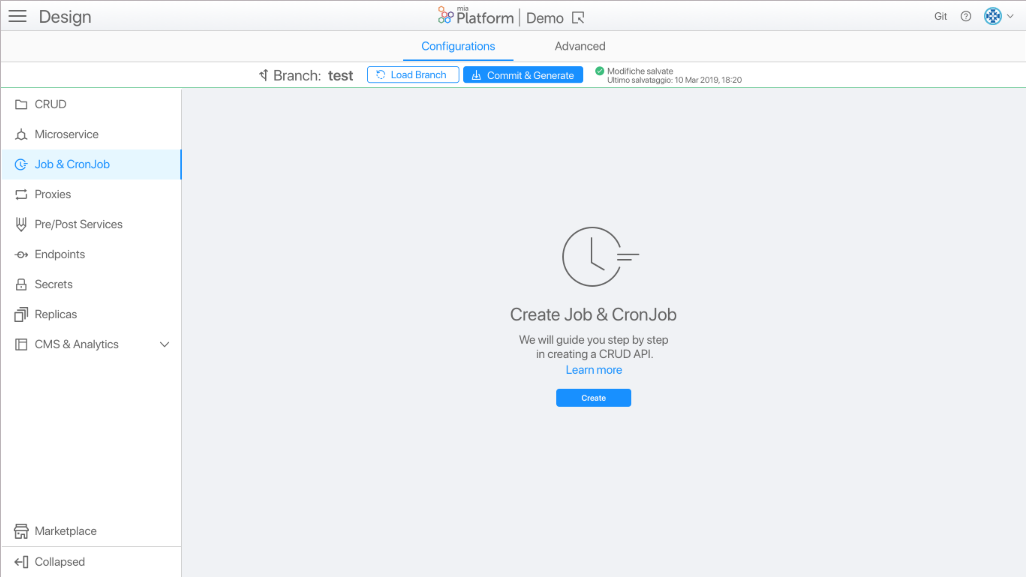 Design
mia
Platform
Demo
Git
Configurations
Advanced
Branch: test
Load Branch
Commit & Generate
Modifiche salvate
Ultimo salvataggio: 10 Mar 2019, 18:20
CRUD
Microservice
Job & CronJob
Proxies
Pre/Post Services
Endpoints
Secrets
Replicas
CMS & Analytics
Marketplace
Collapsed
Create Job & CronJob
We will guide you step by step
in creating a CRUD API.
Learn more
Create